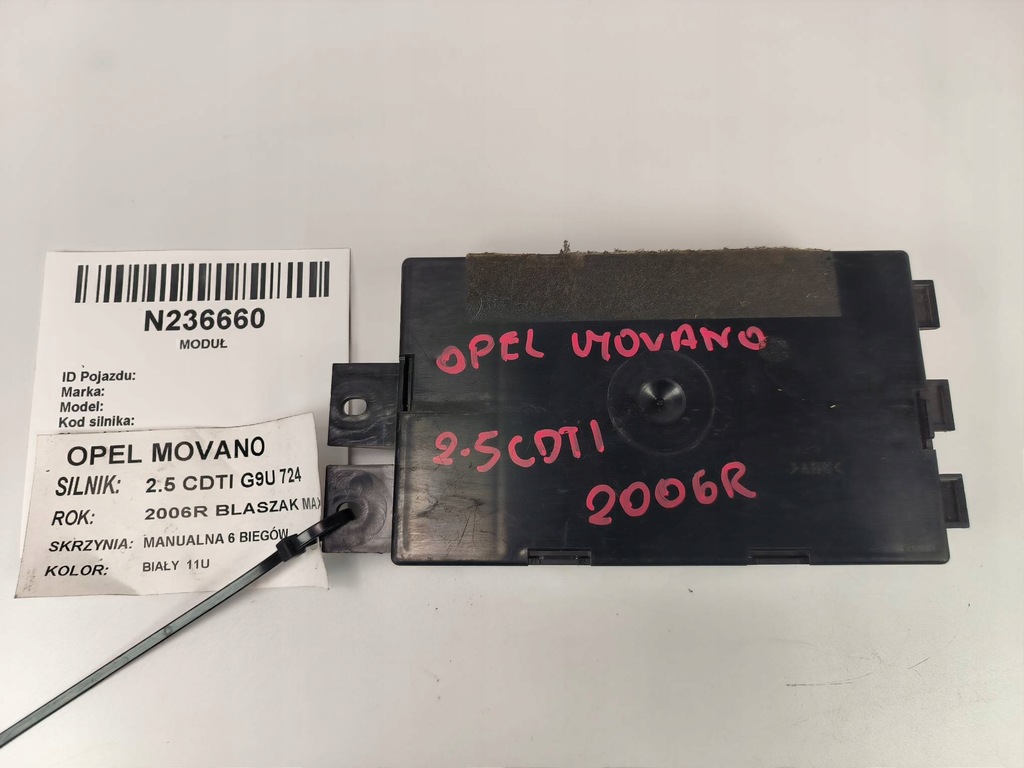 N236660
MODUŁ
ID Pojazdu:
Marka:
Model:
Kod silnika:
OPEL MOVANO
SILNIK: 2.5 CDTI G9U 724
ROK: 2006R BLASZAK MAX
SKRZYNIA: MANUALNA 6 BIEGÓW
KOLOR: BIAŁY 11U
OPEL MOVANO
2.5CDTI
2006R